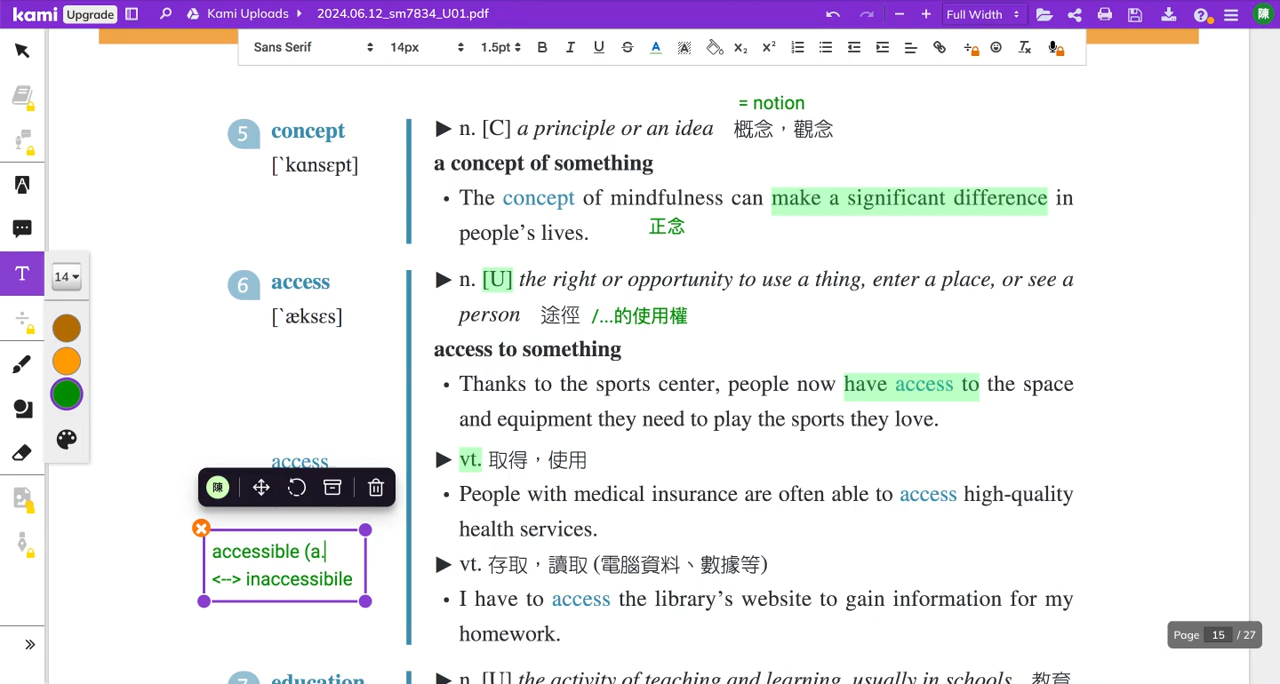 kami Upgrade Kami Uploads 2024.06.12_sm7834_U01.pdf Full Width 陳
Sans Serif 14px 1.5pt B I U S A A X₂ X²
= notion
5 concept ▶ n. [C] a principle or an idea 概念，觀念
[ˋkɑnsɛpt] a concept of something
• The concept of mindfulness can make a significant difference in
正念
people's lives.
6 access ▶ n. [U] the right or opportunity to use a thing, enter a place, or see a
[ˋæksɛs] person 途徑 /...的使用權
access to something
• Thanks to the sports center, people now have access to the space
and equipment they need to play the sports they love.
access ▶ vt. 取得，使用
陳
• People with medical insurance are often able to access high-quality
health services.
accessible (a.
<--> inaccessibile
▶ vt. 存取，讀取 (電腦資料、數據等)
• I have to access the library's website to gain information for my
homework.
7 education ▶ n. [U] the activity of teaching and learning, usually in schools 教育
T 14
Page 15 / 27